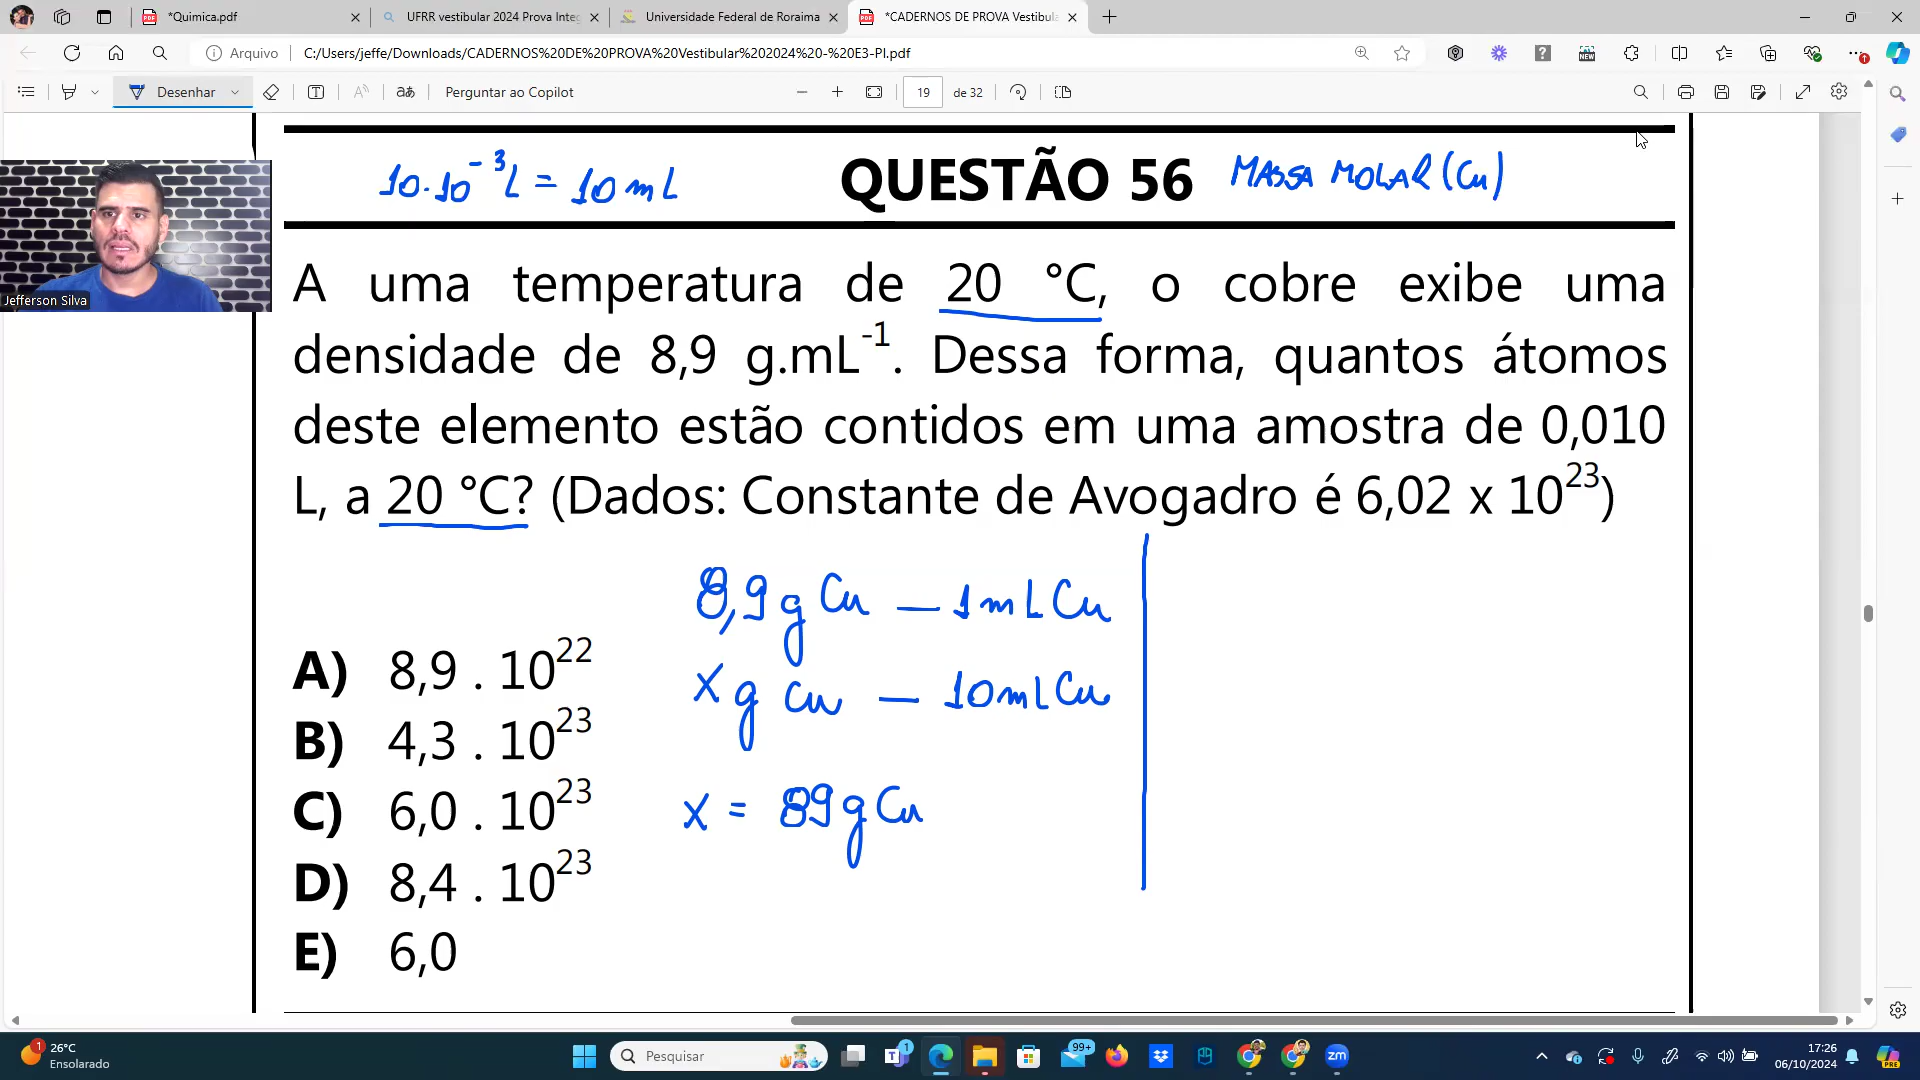 *Quimica.pdf
UFRR vestibular 2024 Prova Integ
Universidade Federal de Roraima
*CADERNOS DE PROVA Vestibula
Arquivo
C:/Users/jeffe/Downloads/CADERNOS%20DE%20PROVA%20Vestibular%202024%20-%20E3-PI.pdf
Desenhar
Perguntar ao Copilot
19 de 32
10.10⁻³L = 10mL
QUESTÃO 56
MASSA MOLAR (Cu)
Jefferson Silva
A uma temperatura de 20 °C, o cobre exibe uma
densidade de 8,9 g.mL⁻¹. Dessa forma, quantos átomos
deste elemento estão contidos em uma amostra de 0,010
L, a 20 °C? (Dados: Constante de Avogadro é 6,02 x 10²³)
8,9 g Cu — 1 mL Cu
x g Cu — 10 mL Cu
x = 89 g Cu
A) 8,9 . 10²²
B) 4,3 . 10²³
C) 6,0 . 10²³
D) 8,4 . 10²³
E) 6,0
26°C
Ensolarado
Pesquisar
99+
zm
17:26
06/10/2024